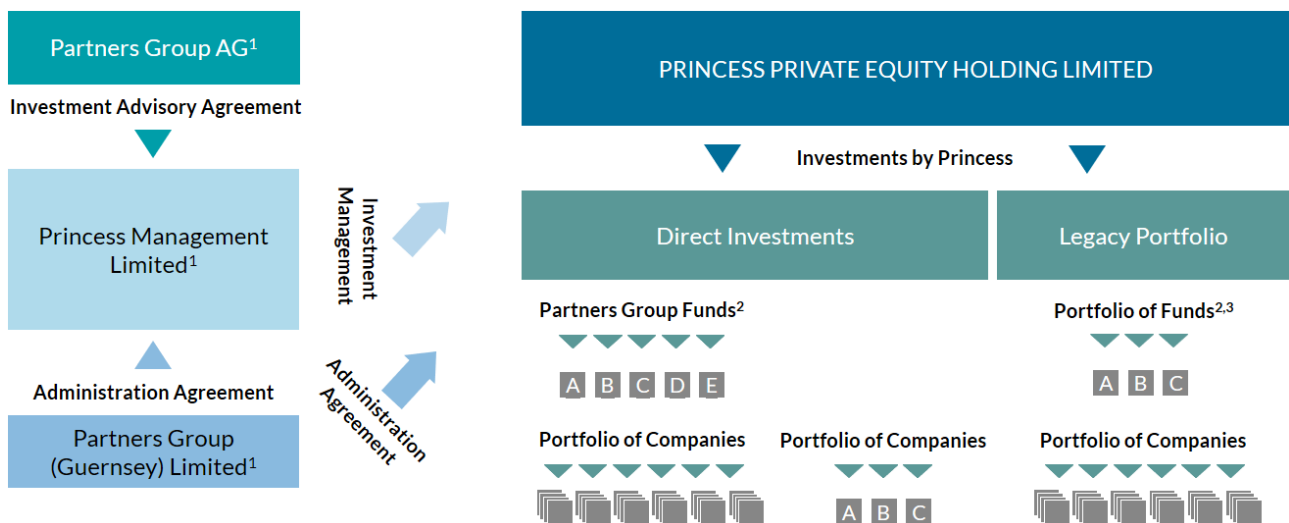 Partners Group AG¹
Investment Advisory Agreement
Princess Management
Limited¹
Administration Agreement
Partners Group
(Guernsey) Limited¹
Investment
Management
Administration
Agreement
PRINCESS PRIVATE EQUITY HOLDING LIMITED
Investments by Princess
Direct Investments
Legacy Portfolio
Partners Group Funds²
A B C D E
Portfolio of Companies
Portfolio of Companies
A B C
Portfolio of Funds²,³
A B C
Portfolio of Companies